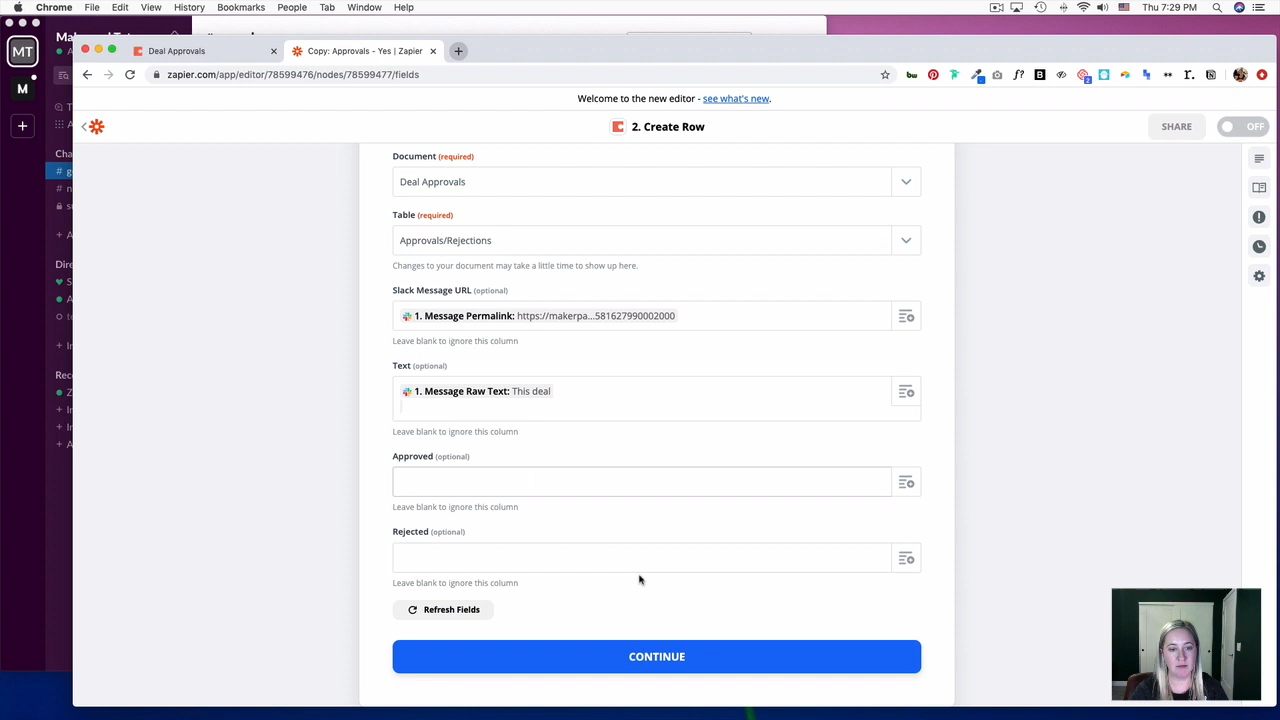 Chrome File Edit View History Bookmarks People Tab Window Help Thu 7:29 PM
Deal Approvals
Copy: Approvals - Yes | Zapier
zapier.com/app/editor/78599476/nodes/78599477/fields
MT
M
Welcome to the new editor - see what's new.
2. Create Row
SHARE
OFF
Document (required)
Deal Approvals
Table (required)
Approvals/Rejections
Changes to your document may take a little time to show up here.
Slack Message URL (optional)
1. Message Permalink: https://makerpa...581627990002000
Leave blank to ignore this column
Text (optional)
1. Message Raw Text: This deal
Leave blank to ignore this column
Approved (optional)
Leave blank to ignore this column
Rejected (optional)
Leave blank to ignore this column
Refresh Fields
CONTINUE